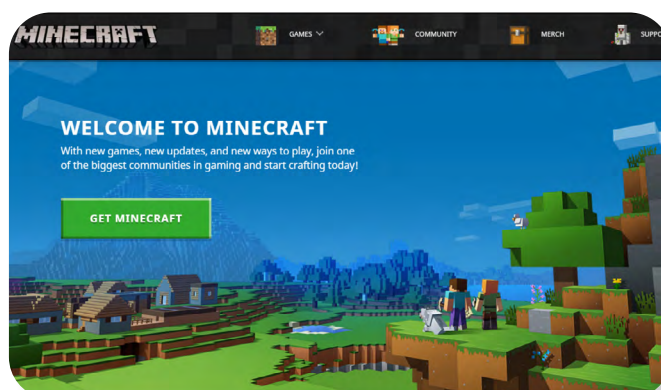 MINECRAFT
GAMES
COMMUNITY
MERCH
SUPPO
WELCOME TO MINECRAFT
With new games, new updates, and new ways to play, join one
of the biggest communities in gaming and start crafting today!
GET MINECRAFT